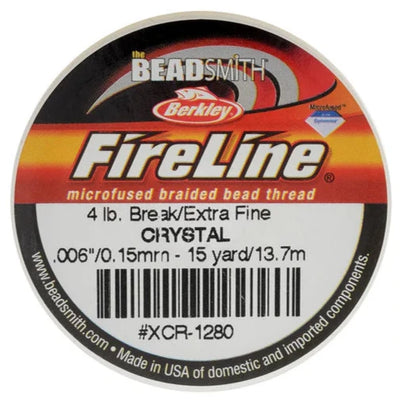 the BEADSMITH
Berkley
Microfused™
FIRELINE®
microfused braided bead thread
4 lb. Break/Extra Fine
CRYSTAL
.006"/0.15mm - 15 yard/13.7m
#XCR-1280
www.beadsmith.com • Made in USA of domestic and imported components.